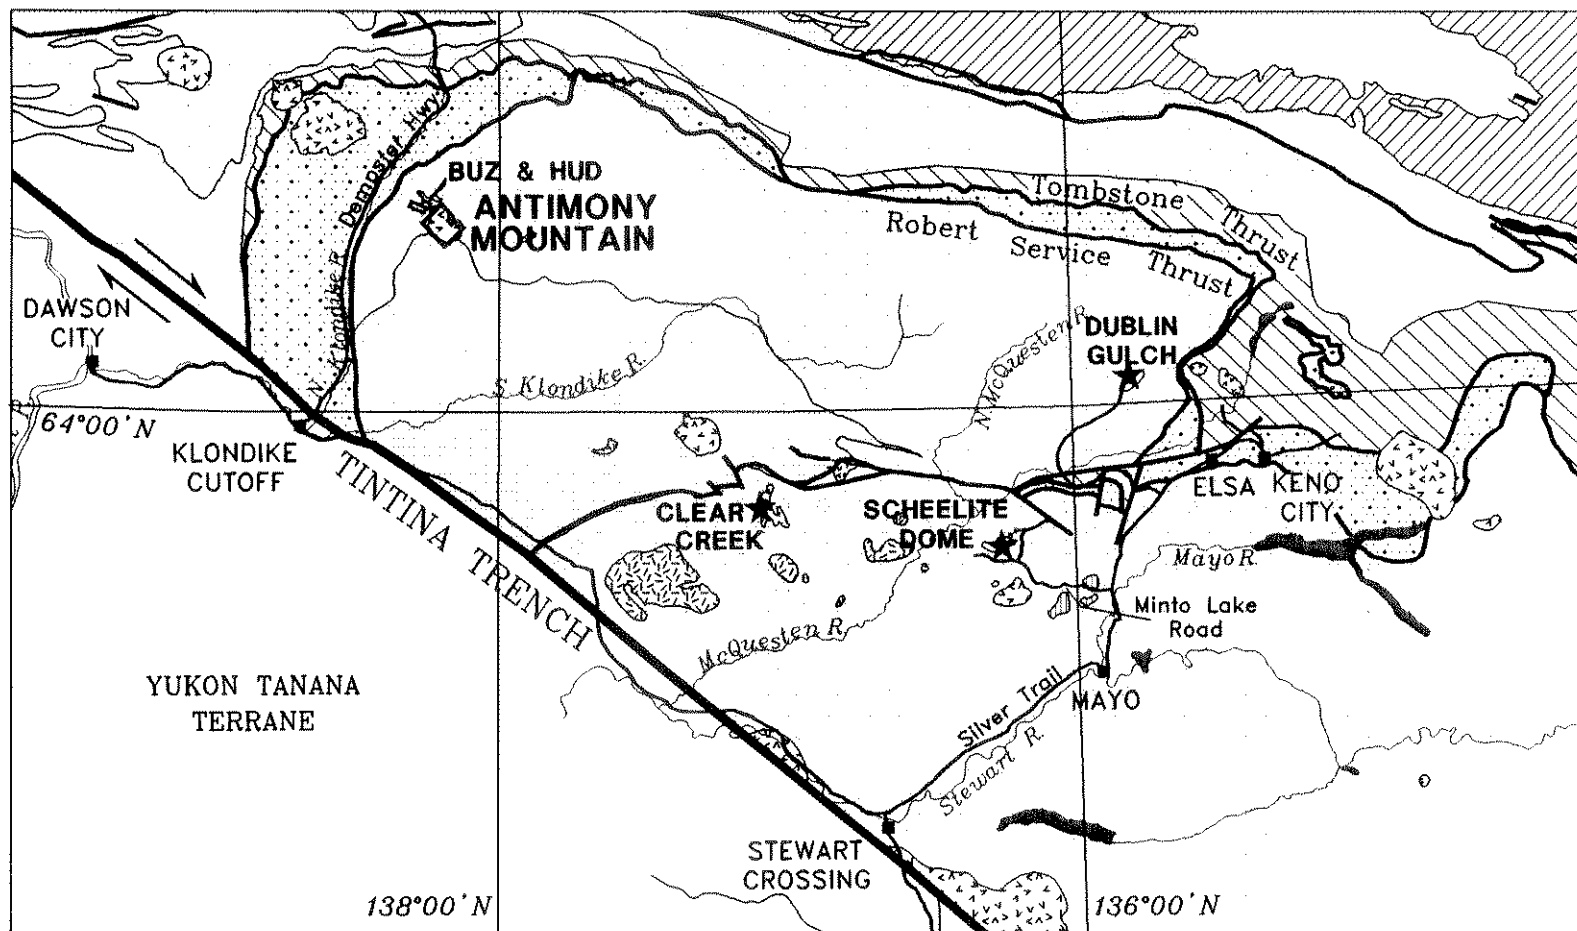 BUZ & HUD
ANTIMONY
MOUNTAIN
Dempster Hwy.
N. Klondike R.
Tombstone Thrust
Robert Service Thrust
DAWSON
CITY
DUBLIN
GULCH
N. McQuesten R.
S. Klondike R.
64°00' N
KLONDIKE
CUTOFF
TINTINA TRENCH
CLEAR
CREEK
SCHEELITE
DOME
ELSA
KENO
CITY
Mayo R.
Minto Lake
Road
McQuesten R.
YUKON TANANA
TERRANE
MAYO
Silver Trail
Stewart R.
STEWART
CROSSING
138°00' N
136°00' N